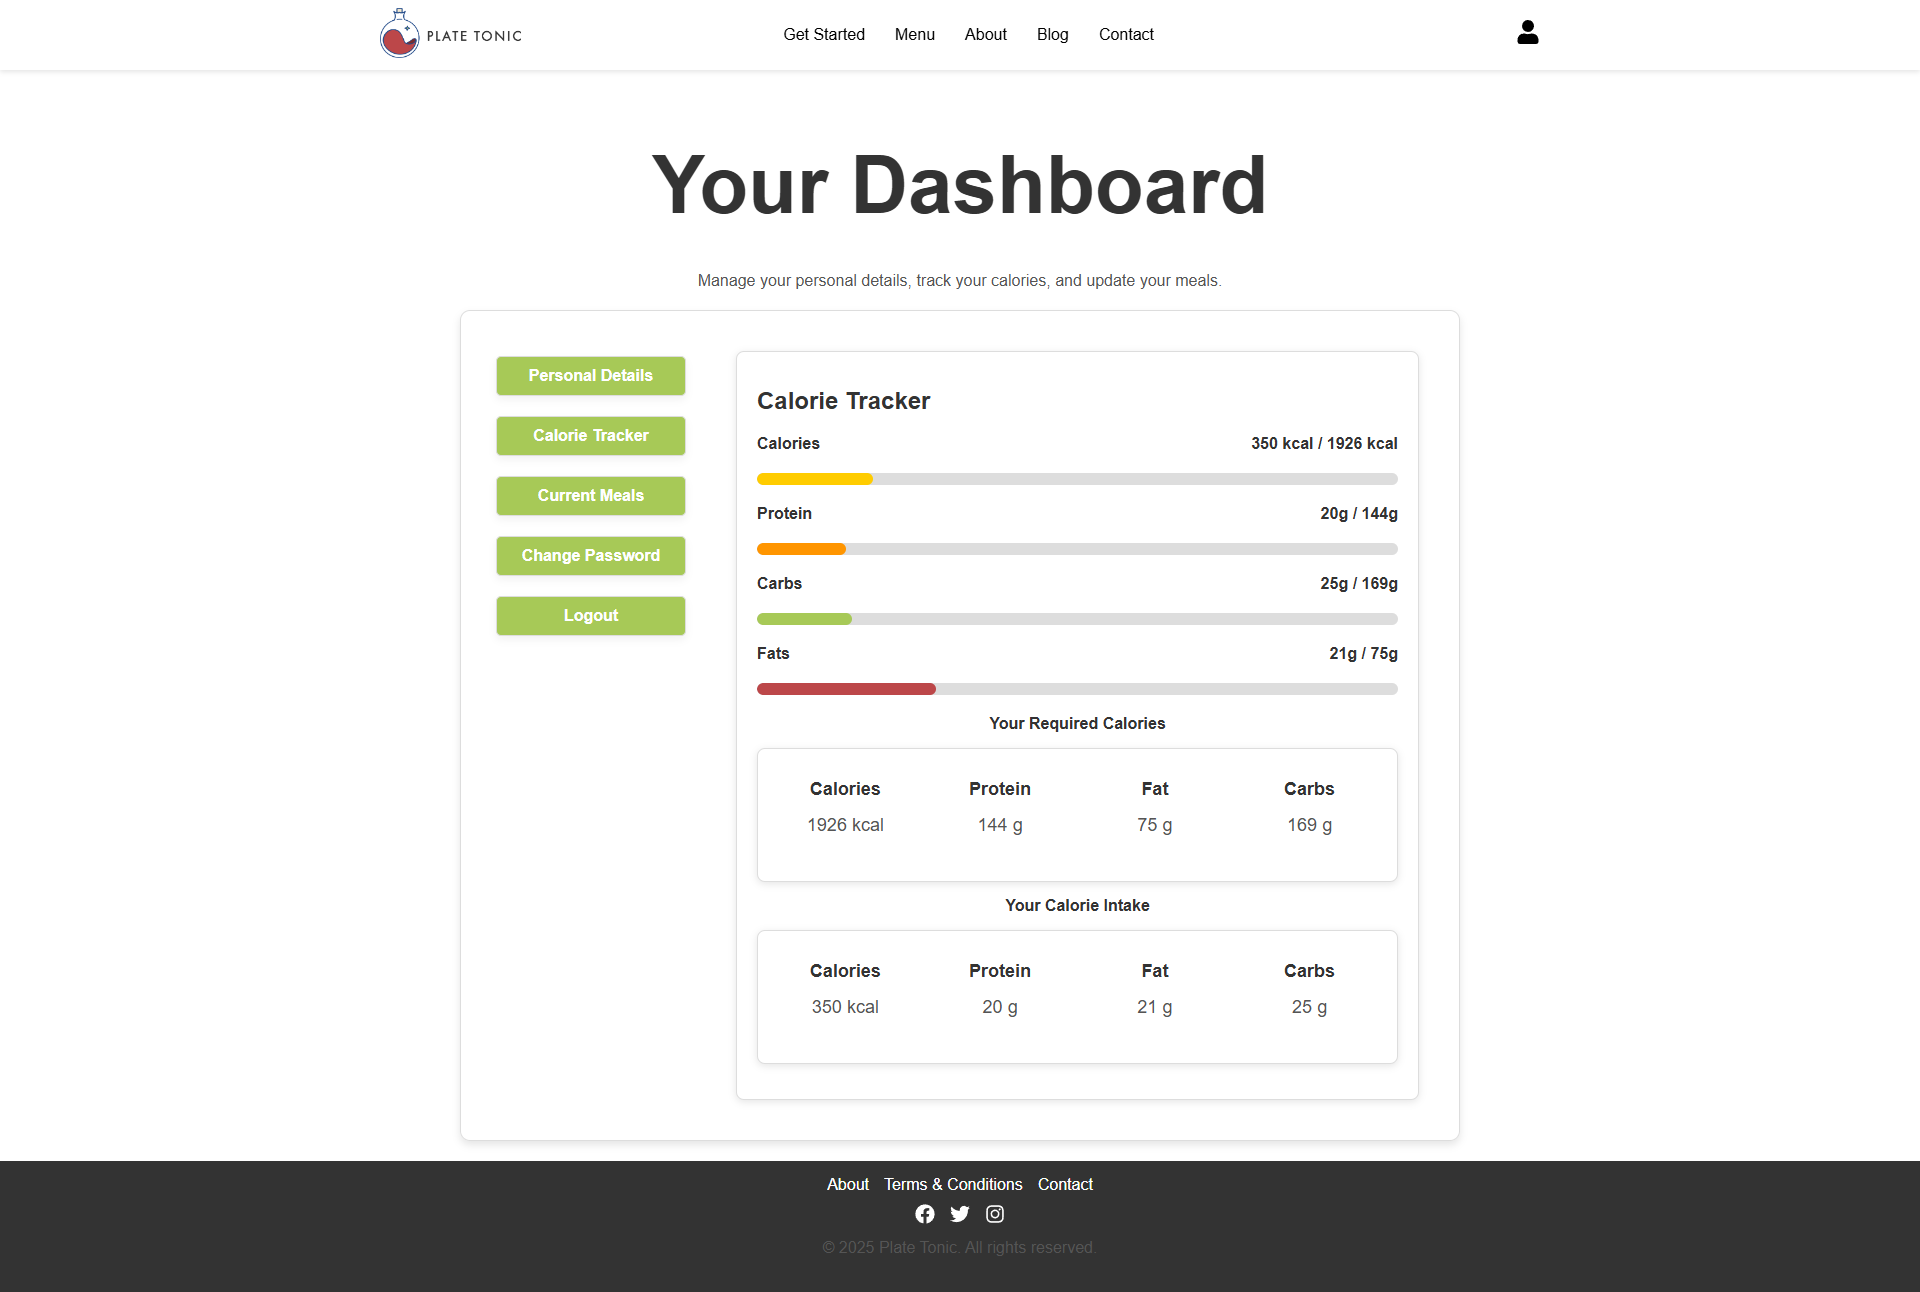 PLATE TONIC
Get Started Menu About Blog Contact
Your Dashboard
Manage your personal details, track your calories, and update your meals.
Personal Details
Calorie Tracker
Current Meals
Change Password
Logout
Calorie Tracker
Calories 350 kcal / 1926 kcal
Protein 20g / 144g
Carbs 25g / 169g
Fats 21g / 75g
Your Required Calories
Calories Protein Fat Carbs
1926 kcal 144 g 75 g 169 g
Your Calorie Intake
Calories Protein Fat Carbs
350 kcal 20 g 21 g 25 g
About Terms & Conditions Contact
© 2025 Plate Tonic. All rights reserved.